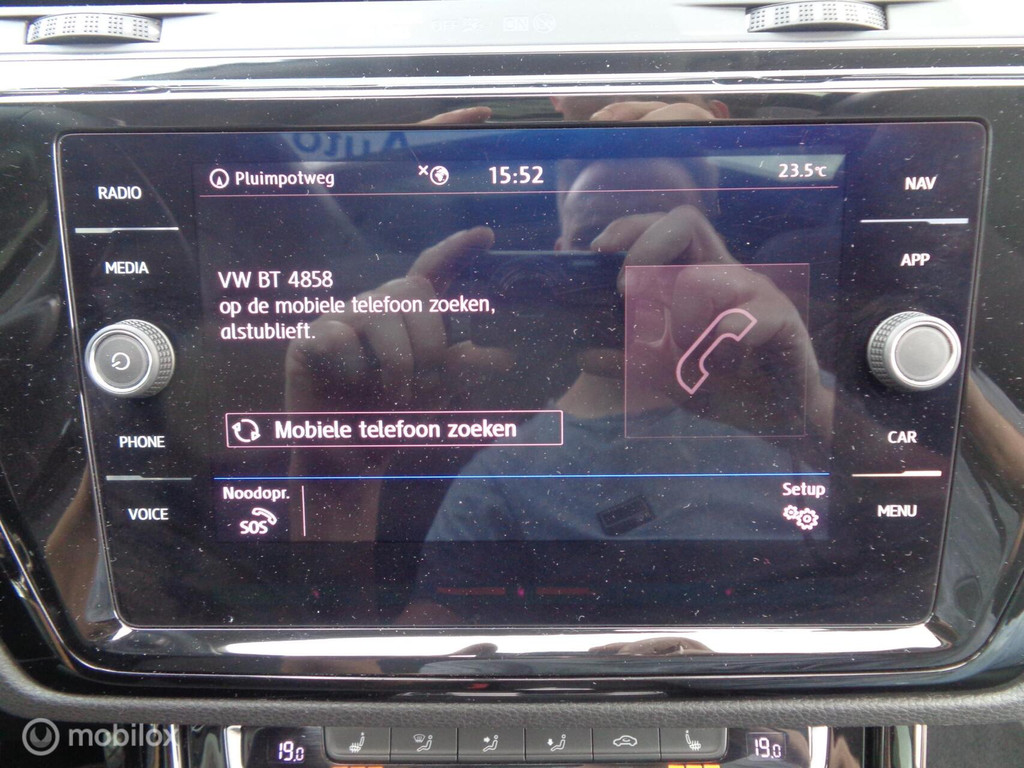 RADIO
MEDIA
PHONE
VOICE
Pluimpotweg
15:52
23.5°C
VW BT 4858
op de mobiele telefoon zoeken,
alstublieft.
Mobiele telefoon zoeken
Noodopr.
SOS
Setup
NAV
APP
CAR
MENU
Auto
19.0
19.0
mobilox